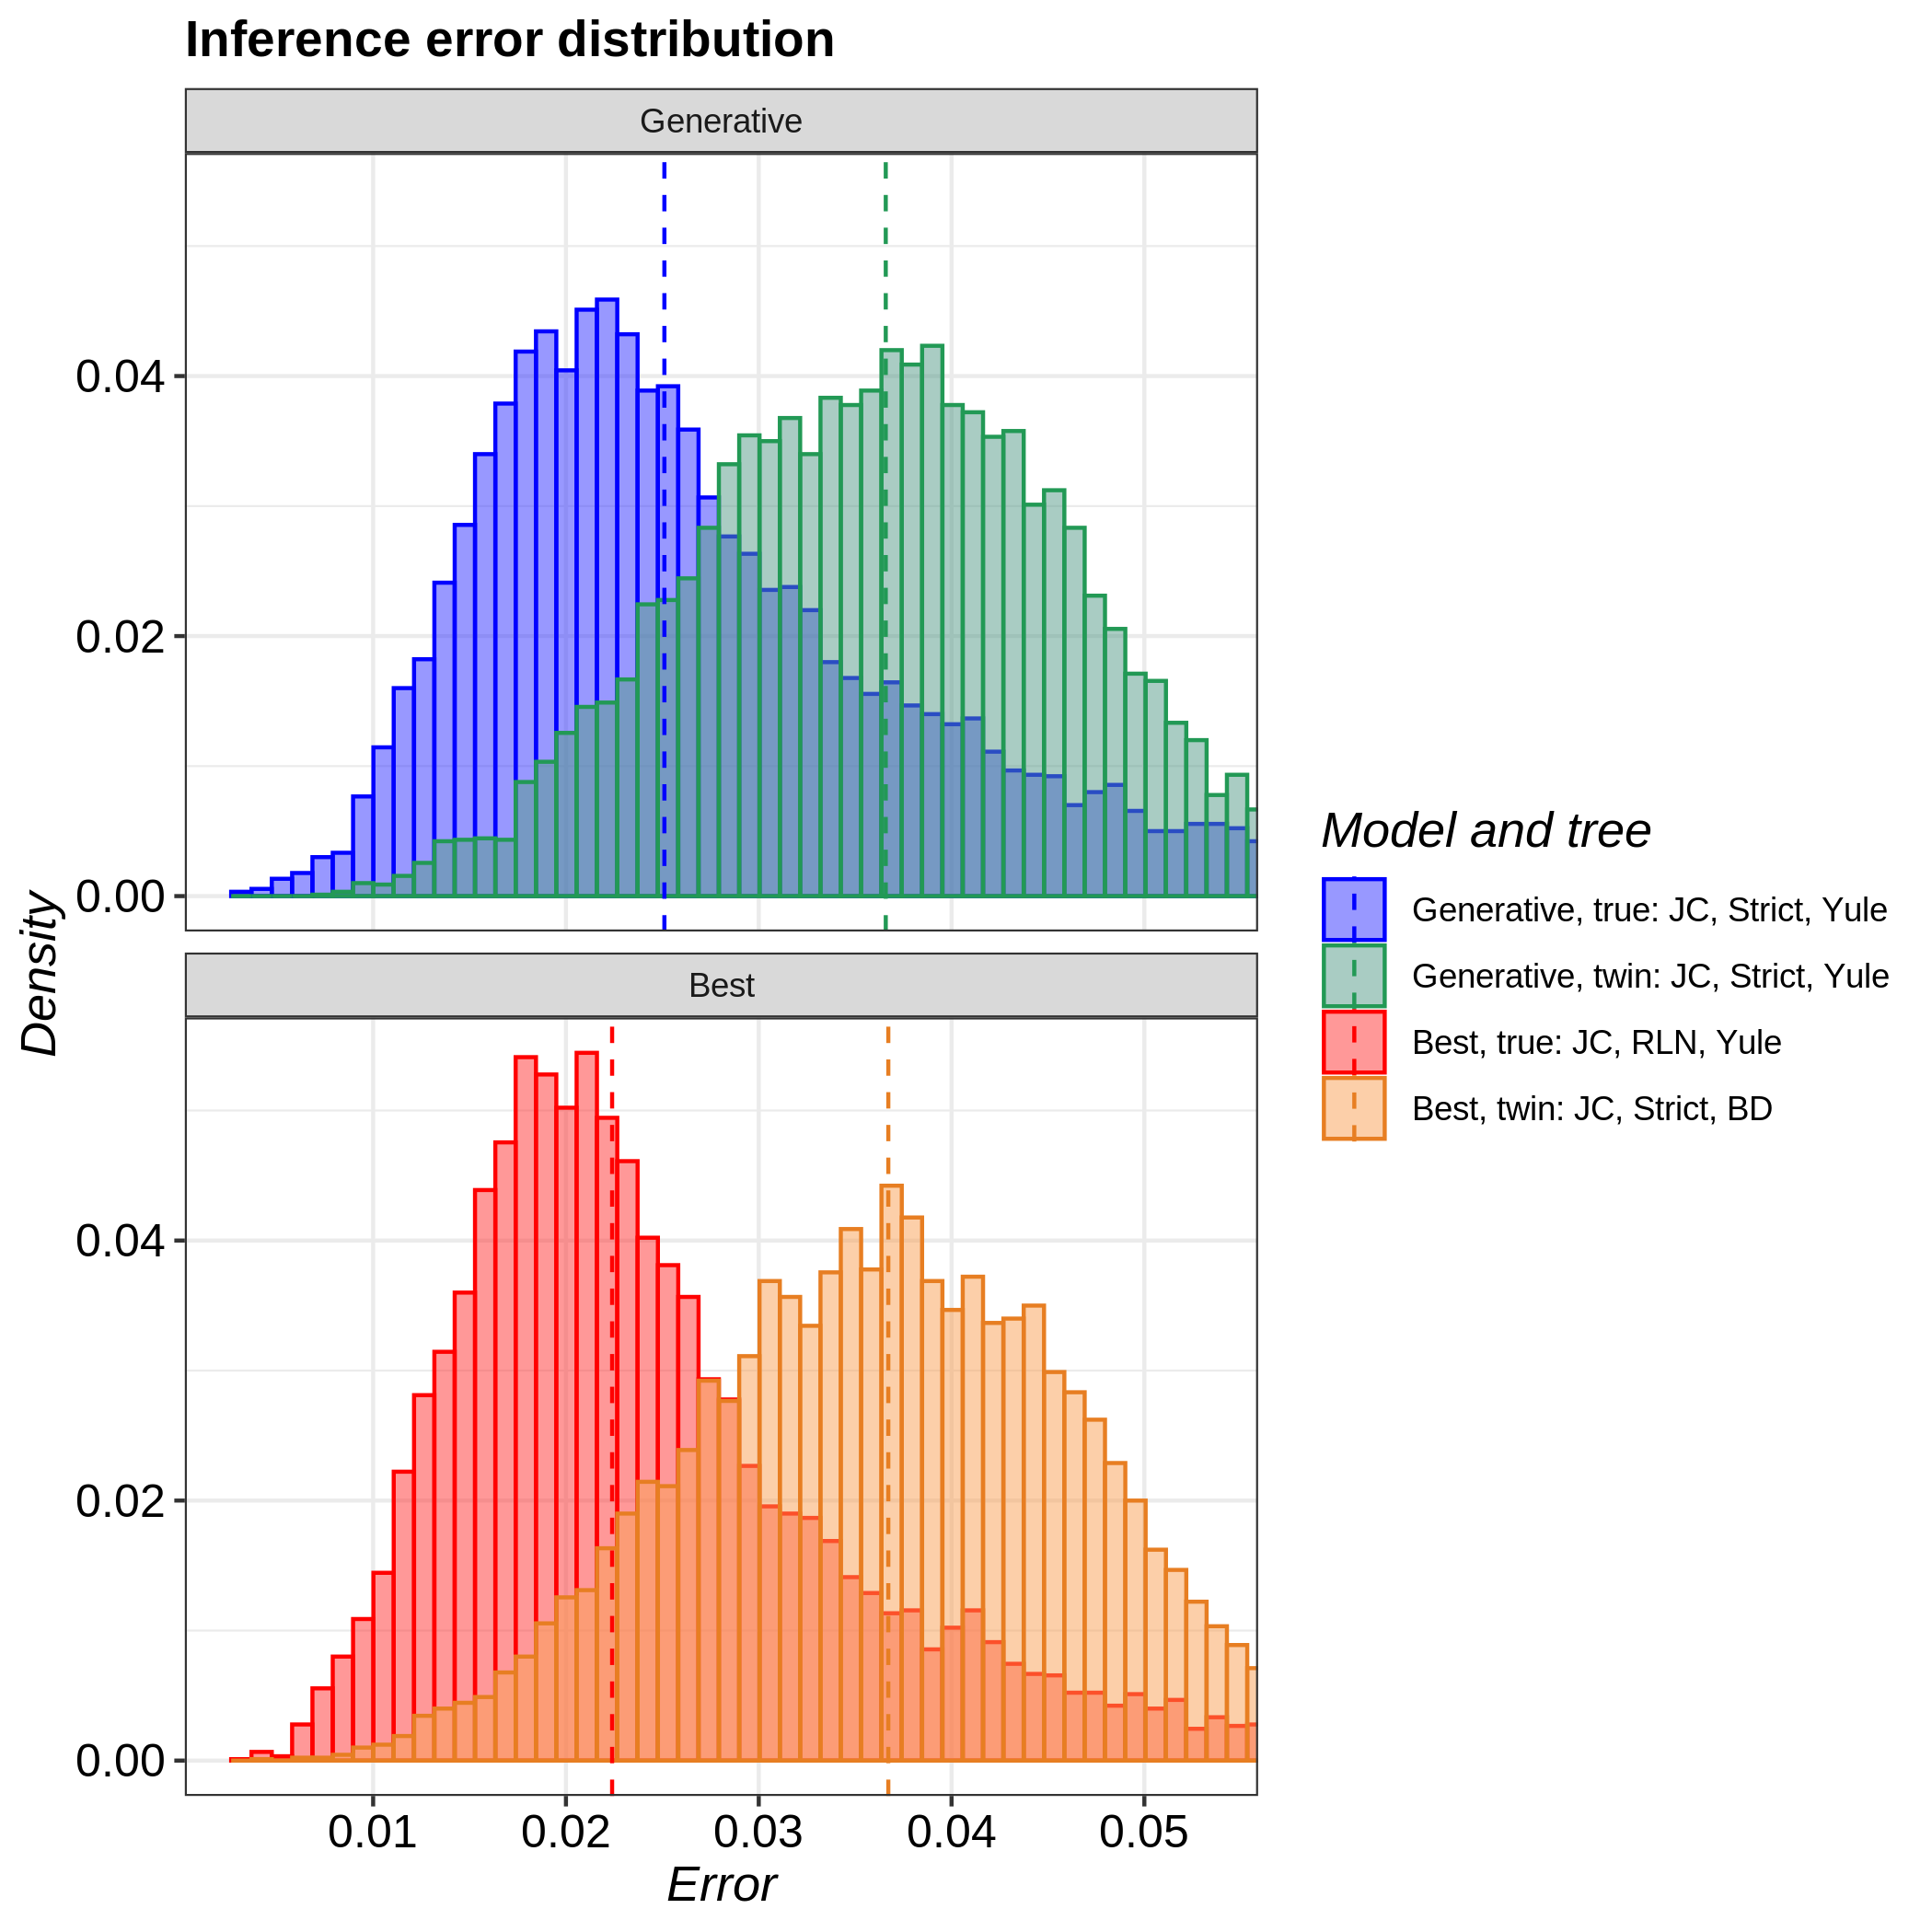 Inference error distribution
Generative
0.04
0.02
0.00
Best
0.04
0.02
0.00
0.01 0.02 0.03 0.04 0.05
Error
Density
Model and tree
Generative, true: JC, Strict, Yule
Generative, twin: JC, Strict, Yule
Best, true: JC, RLN, Yule
Best, twin: JC, Strict, BD